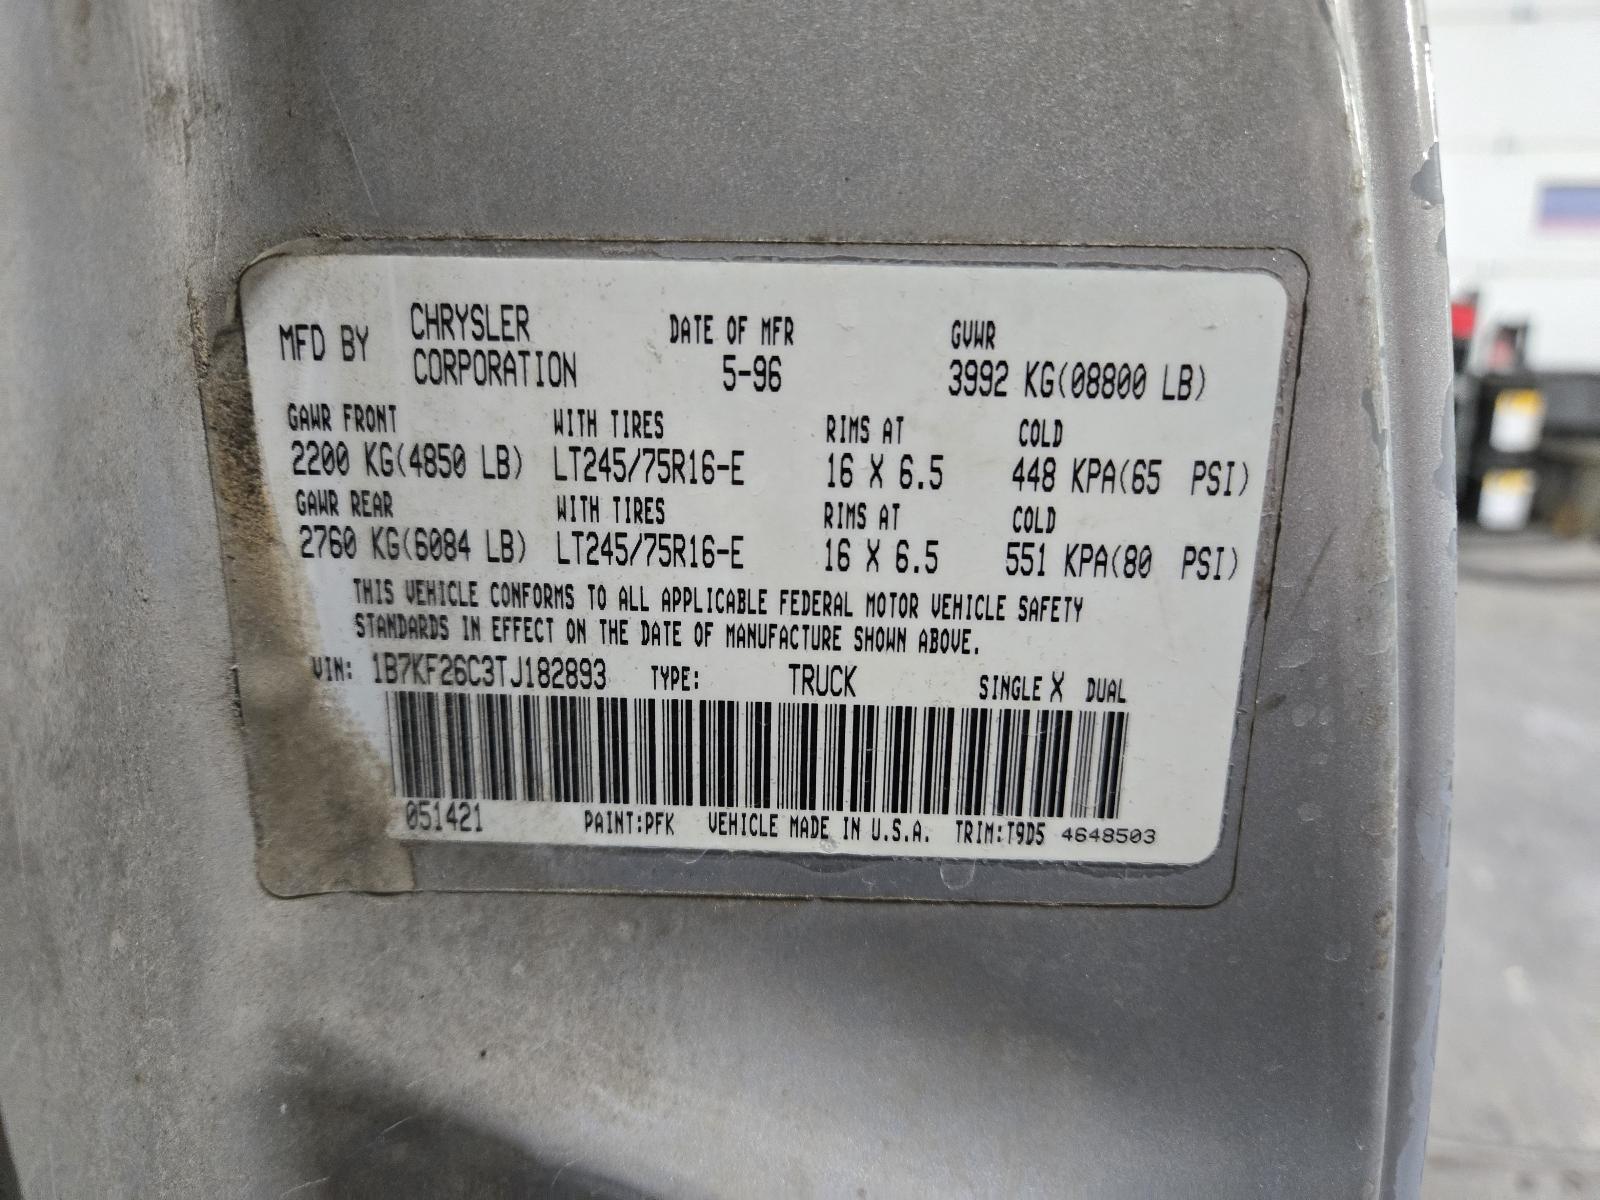 MFD BY CHRYSLER CORPORATION
DATE OF MFR 5-96
GVWR 3992 KG(08800 LB)
GAWR FRONT WITH TIRES RIMS AT COLD
2200 KG(4850 LB) LT245/75R16-E 16 X 6.5 448 KPA(65 PSI)
GAWR REAR WITH TIRES RIMS AT COLD
2760 KG(6084 LB) LT245/75R16-E 16 X 6.5 551 KPA(80 PSI)
THIS VEHICLE CONFORMS TO ALL APPLICABLE FEDERAL MOTOR VEHICLE SAFETY
STANDARDS IN EFFECT ON THE DATE OF MANUFACTURE SHOWN ABOVE.
VIN: 1B7KF26C3TJ182893 TYPE: TRUCK SINGLE X DUAL
051421 PAINT:PFK VEHICLE MADE IN U.S.A. TRIM:T9D5 4648503